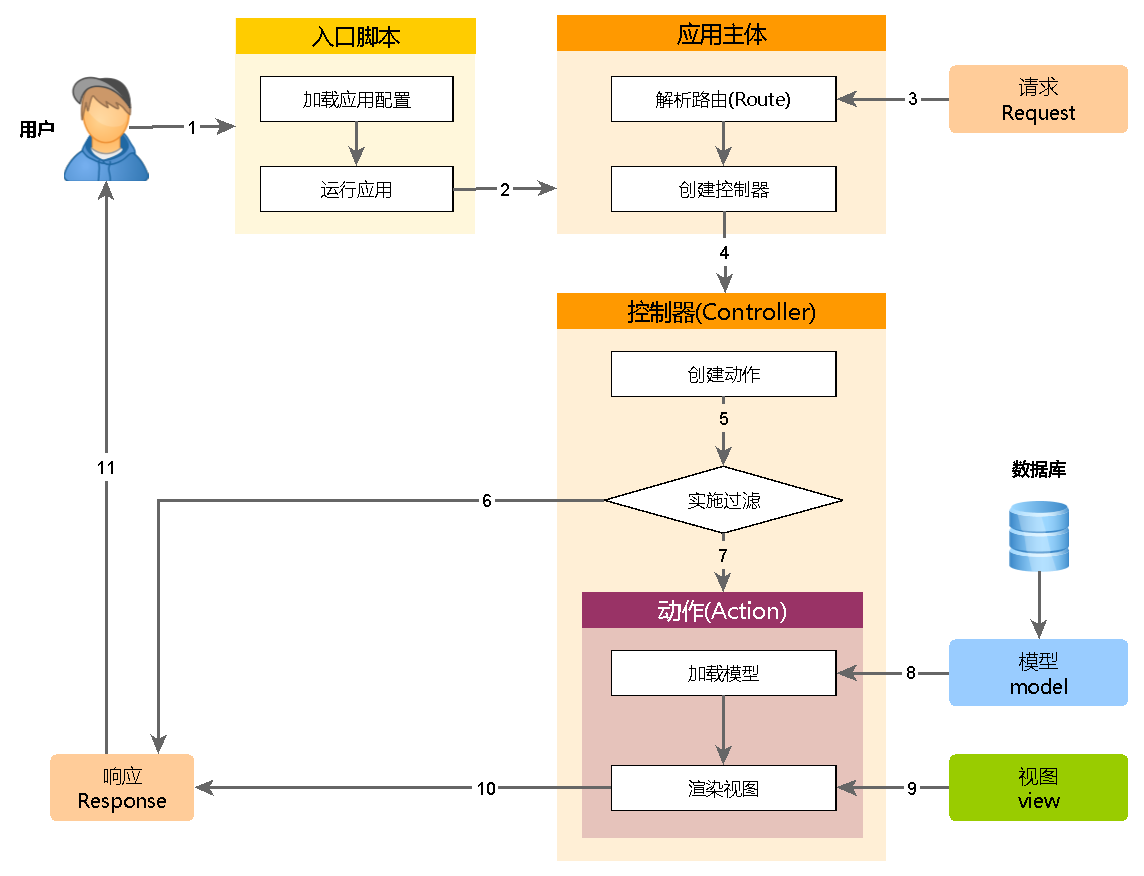 入口脚本
应用主体
加载应用配置
解析路由(Route)
3
请求
Request
用户
1
运行应用
2
创建控制器
4
控制器(Controller)
创建动作
5
11
数据库
6
实施过滤
7
动作(Action)
加载模型
8
模型
model
响应
Response
10
渲染视图
9
视图
view